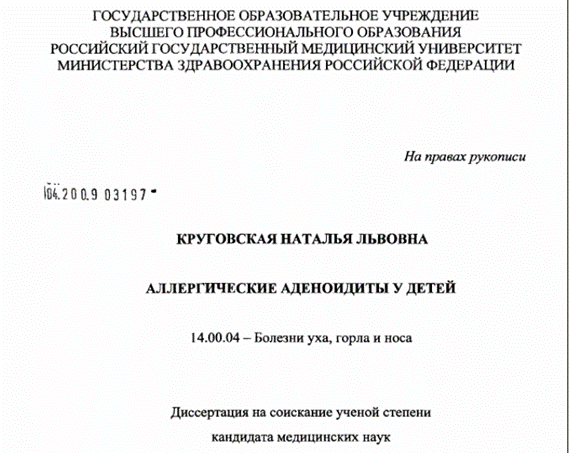 ГОСУДАРСТВЕННОЕ ОБРАЗОВАТЕЛЬНОЕ УЧРЕЖДЕНИЕ
ВЫСШЕГО ПРОФЕССИОНАЛЬНОГО ОБРАЗОВАНИЯ
РОССИЙСКИЙ ГОСУДАРСТВЕННЫЙ МЕДИЦИНСКИЙ УНИВЕРСИТЕТ
МИНИСТЕРСТВА ЗДРАВООХРАНЕНИЯ РОССИЙСКОЙ ФЕДЕРАЦИИ
На правах рукописи
04.200.9 03197
КРУГОВСКАЯ НАТАЛЬЯ ЛЬВОВНА
АЛЛЕРГИЧЕСКИЕ АДЕНОИДИТЫ У ДЕТЕЙ
14.00.04 – Болезни уха, горла и носа
Диссертация на соискание ученой степени
кандидата медицинских наук